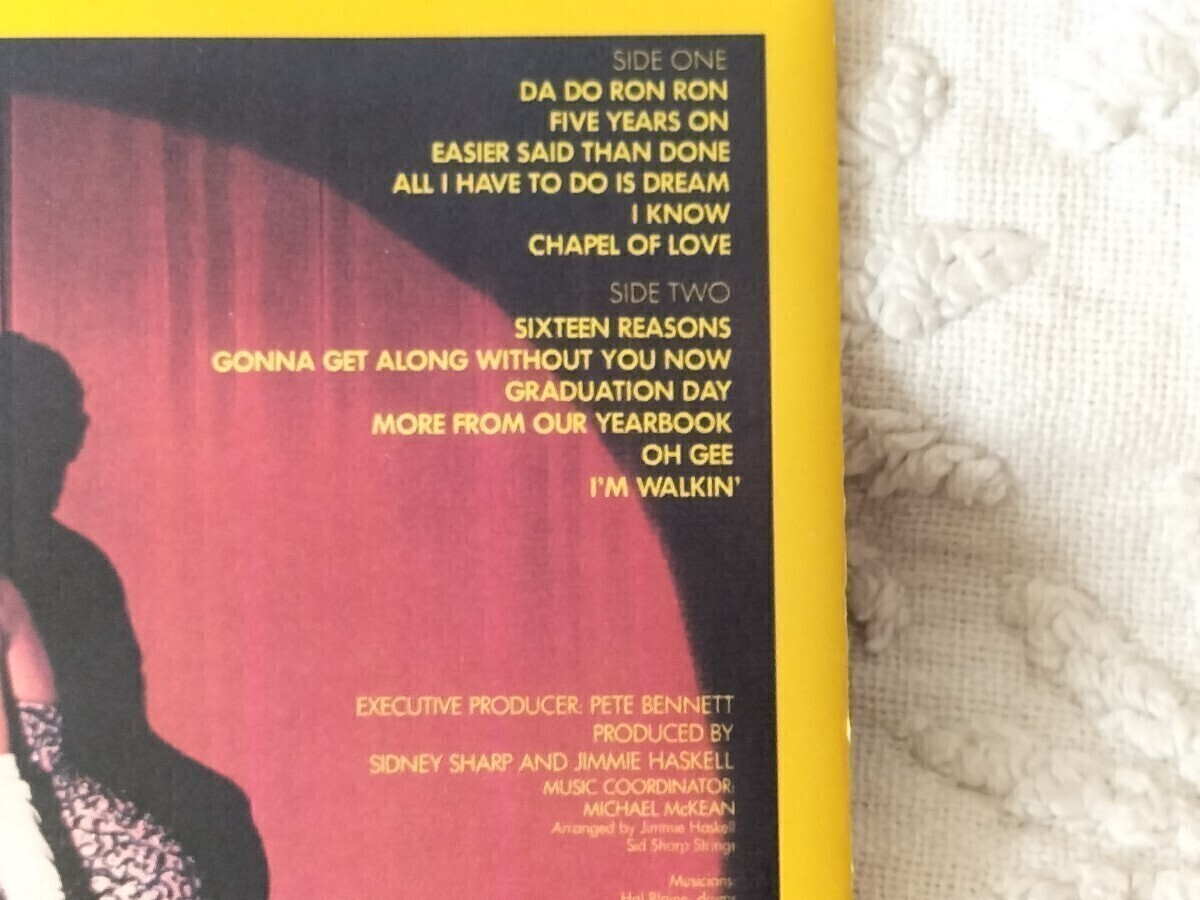 SIDE ONE
DA DO RON RON
FIVE YEARS ON
EASIER SAID THAN DONE
ALL I HAVE TO DO IS DREAM
I KNOW
CHAPEL OF LOVE
SIDE TWO
SIXTEEN REASONS
GONNA GET ALONG WITHOUT YOU NOW
GRADUATION DAY
MORE FROM OUR YEARBOOK
OH GEE
I'M WALKIN'
EXECUTIVE PRODUCER: PETE BENNETT
PRODUCED BY
SIDNEY SHARP AND JIMMIE HASKELL
MUSIC COORDINATOR:
MICHAEL McKEAN
Arranged by Jimmie Haskell
Sid Sharp Strings
Musicians: